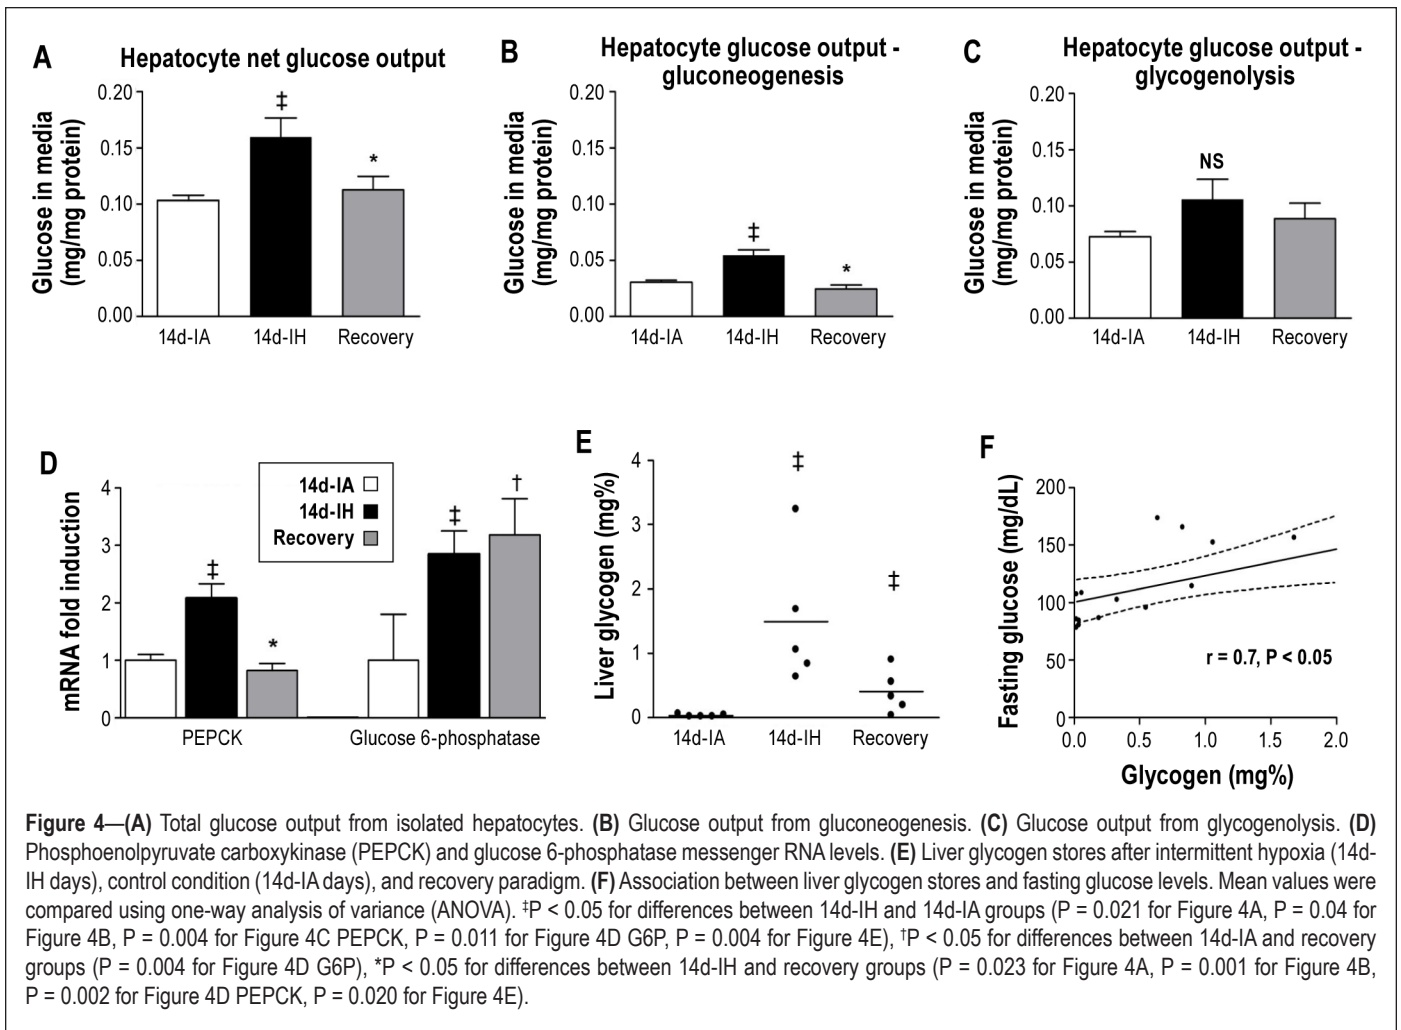 A
Hepatocyte net glucose output
Glucose in media
(mg/mg protein)
0.20
0.15
0.10
0.05
0.00
‡
*
14d-IA 14d-IH Recovery
B
Hepatocyte glucose output -
gluconeogenesis
Glucose in media
(mg/mg protein)
0.20
0.15
0.10
0.05
0.00
‡
*
14d-IA 14d-IH Recovery
C
Hepatocyte glucose output -
glycogenolysis
Glucose in media
(mg/mg protein)
0.20
0.15
0.10
0.05
0.00
NS
14d-IA 14d-IH Recovery
D
mRNA fold induction
4
3
2
1
0
14d-IA
14d-IH
Recovery
‡
*
‡
†
PEPCK Glucose 6-phosphatase
E
Liver glycogen (mg%)
4
3
2
1
0
‡
‡
14d-IA 14d-IH Recovery
F
Fasting glucose (mg/dL)
200
150
100
50
0
r = 0.7, P < 0.05
0.0 0.5 1.0 1.5 2.0
Glycogen (mg%)
Figure 4—(A) Total glucose output from isolated hepatocytes. (B) Glucose output from gluconeogenesis. (C) Glucose output from glycogenolysis. (D)
Phosphoenolpyruvate carboxykinase (PEPCK) and glucose 6-phosphatase messenger RNA levels. (E) Liver glycogen stores after intermittent hypoxia (14d-
IH days), control condition (14d-IA days), and recovery paradigm. (F) Association between liver glycogen stores and fasting glucose levels. Mean values were
compared using one-way analysis of variance (ANOVA). ‡P < 0.05 for differences between 14d-IH and 14d-IA groups (P = 0.021 for Figure 4A, P = 0.04 for
Figure 4B, P = 0.004 for Figure 4C PEPCK, P = 0.011 for Figure 4D G6P, P = 0.004 for Figure 4E), †P < 0.05 for differences between 14d-IA and recovery
groups (P = 0.004 for Figure 4D G6P), *P < 0.05 for differences between 14d-IH and recovery groups (P = 0.023 for Figure 4A, P = 0.001 for Figure 4B,
P = 0.002 for Figure 4D PEPCK, P = 0.020 for Figure 4E).